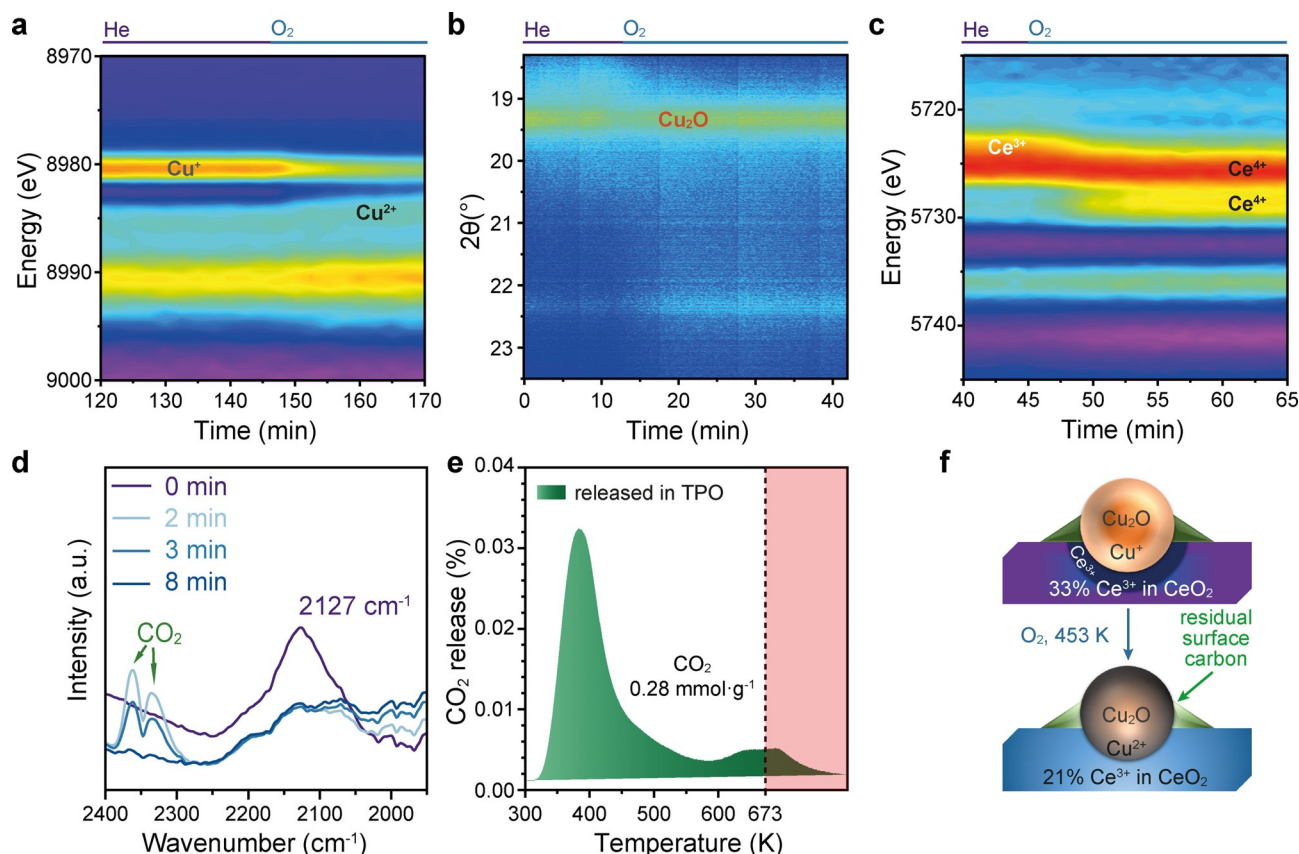 a
He
O₂
8970
8980
8990
9000
Energy (eV)
Cu⁺
Cu²⁺
120 130 140 150 160 170
Time (min)
b
He
O₂
19
20
21
22
23
2θ(°)
Cu₂O
0 10 20 30 40
Time (min)
c
He
O₂
5720
5730
5740
Energy (eV)
Ce³⁺
Ce⁴⁺
Ce⁴⁺
40 45 50 55 60 65
Time (min)
d
0 min
2 min
3 min
8 min
CO₂
2127 cm⁻¹
Intensity (a.u.)
2400 2300 2200 2100 2000
Wavenumber (cm⁻¹)
e
released in TPO
0.04
0.03
0.02
0.01
0.00
CO₂ release (%)
CO₂
0.28 mmol·g⁻¹
300 400 500 600 673
Temperature (K)
f
Cu₂O
Cu⁺
Ce³⁺
33% Ce³⁺ in CeO₂
O₂, 453 K
residual
surface
carbon
Cu₂O
Cu²⁺
21% Ce³⁺ in CeO₂